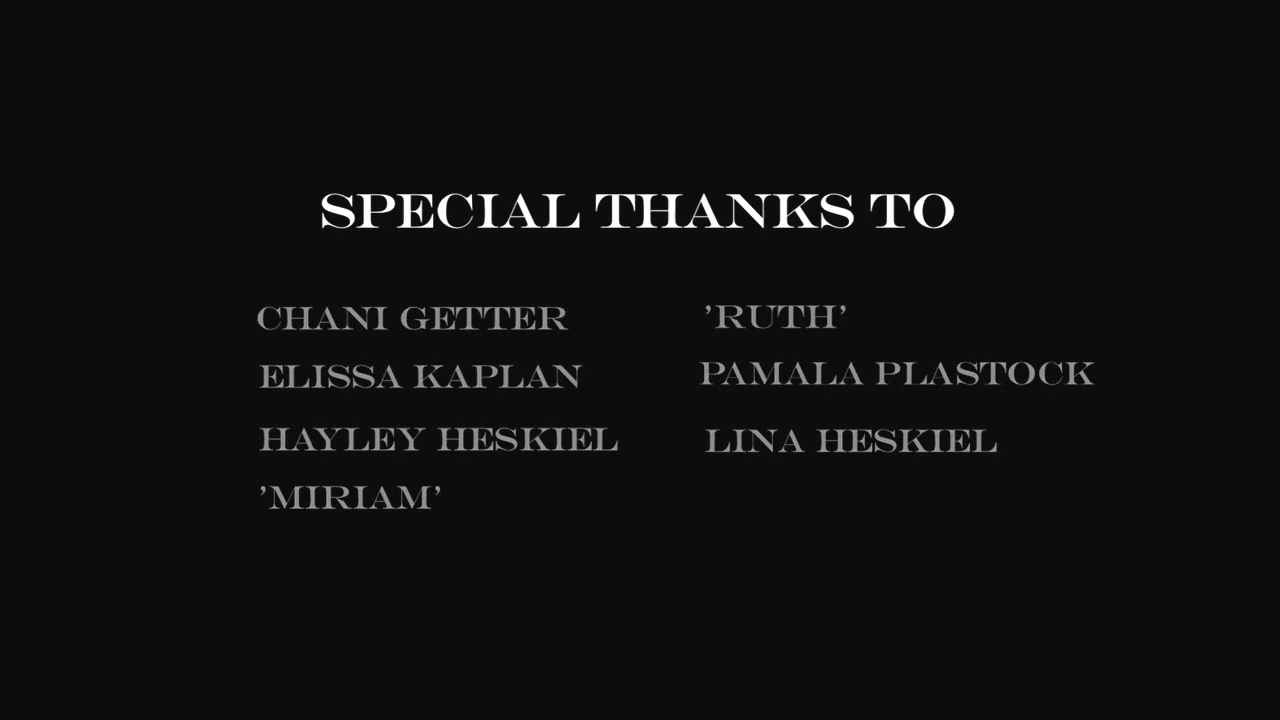 SPECIAL THANKS TO
CHANI GETTER
ELISSA KAPLAN
HAYLEY HESKIEL
'MIRIAM'
'RUTH'
PAMALA PLASTOCK
LINA HESKIEL